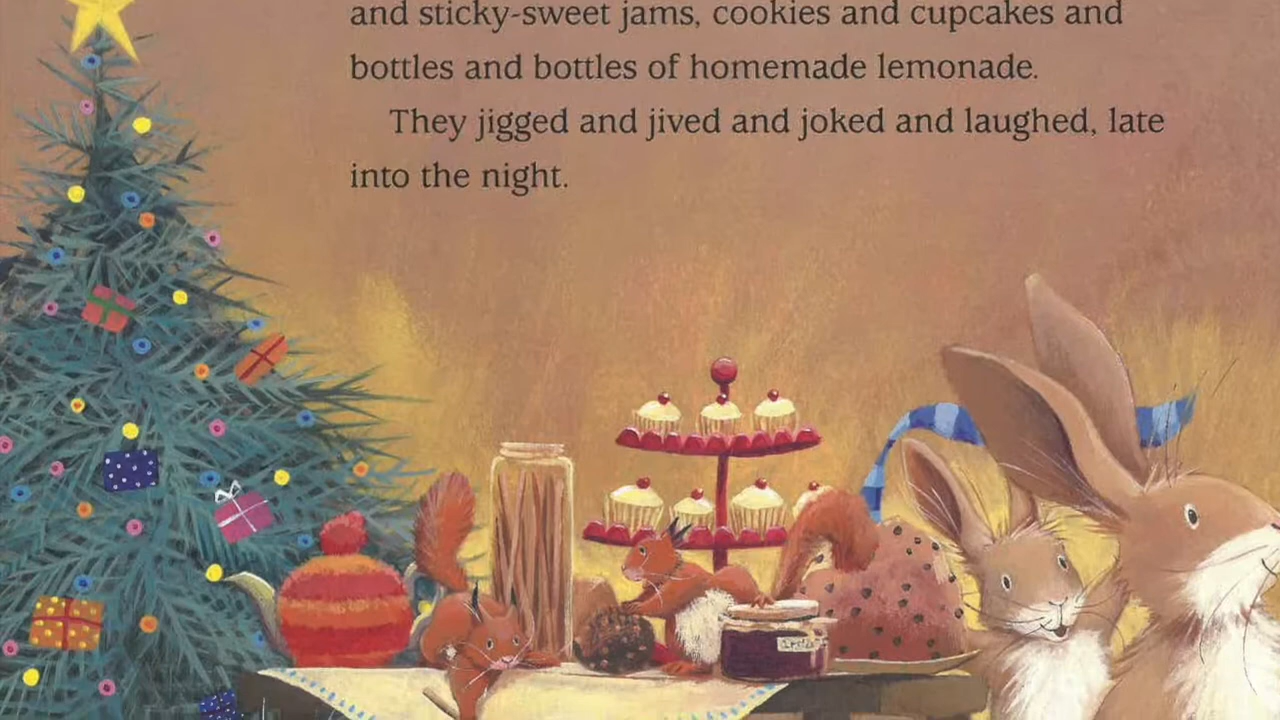 and sticky-sweet jams, cookies and cupcakes and
bottles and bottles of homemade lemonade.
They jigged and jived and joked and laughed, late
into the night.